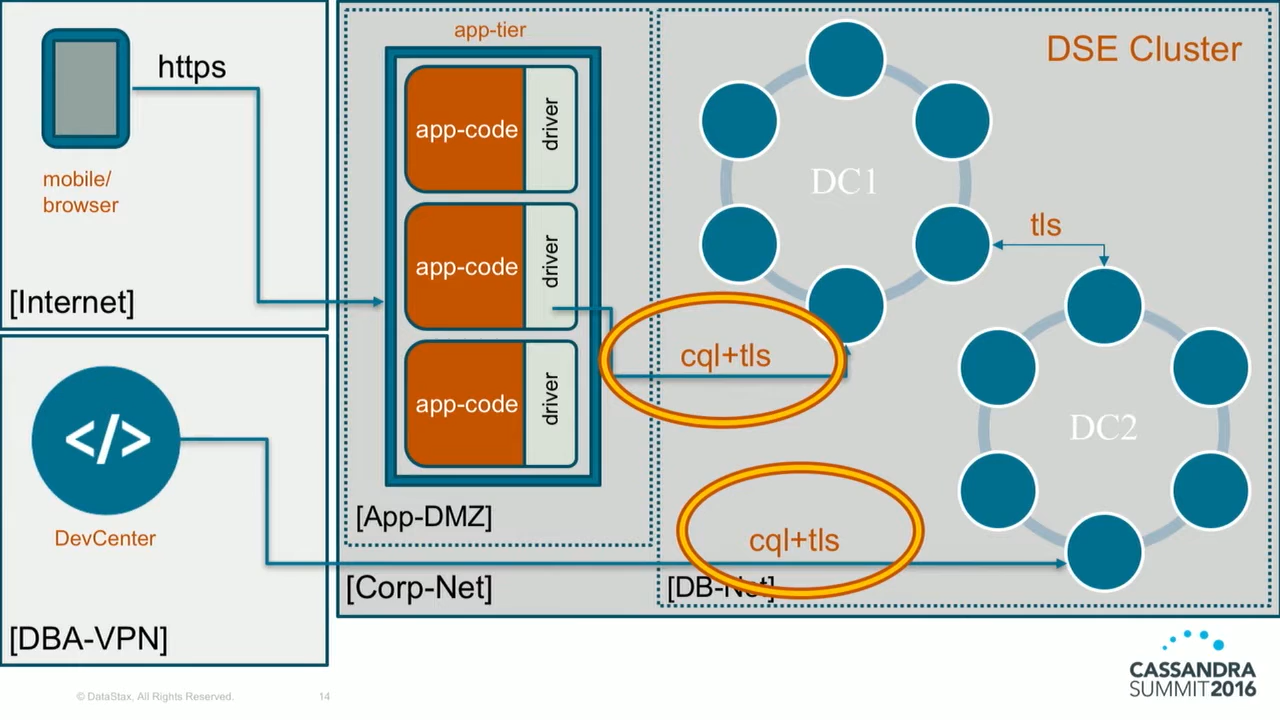 https
mobile/
browser
[Internet]
</>
DevCenter
[DBA-VPN]
app-tier
app-code
driver
app-code
driver
app-code
driver
[App-DMZ]
[Corp-Net]
DSE Cluster
DC1
tls
cql+tls
DC2
cql+tls
[DB-Net]
© DataStax, All Rights Reserved.
14
CASSANDRA
SUMMIT2016